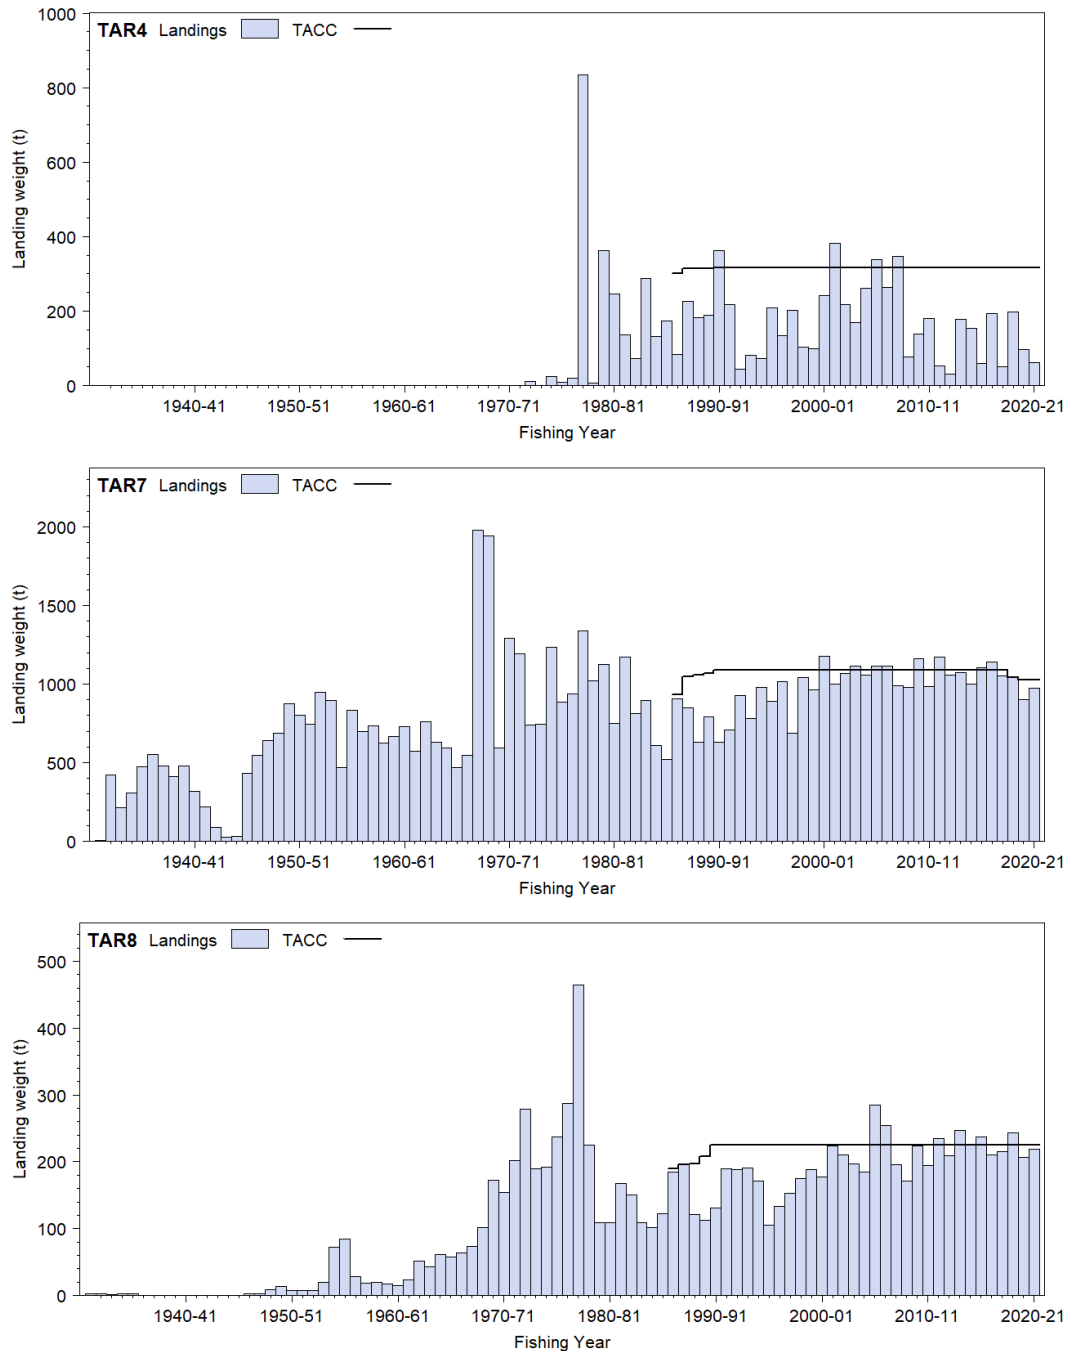 TAR4 Landings TACC
1000
800
600
400
200
0
Landing weight (t)
1940-41 1950-51 1960-61 1970-71 1980-81 1990-91 2000-01 2010-11 2020-21
Fishing Year
TAR7 Landings TACC
2000
1500
1000
500
0
Landing weight (t)
1940-41 1950-51 1960-61 1970-71 1980-81 1990-91 2000-01 2010-11 2020-21
Fishing Year
TAR8 Landings TACC
500
400
300
200
100
0
Landing weight (t)
1940-41 1950-51 1960-61 1970-71 1980-81 1990-91 2000-01 2010-11 2020-21
Fishing Year